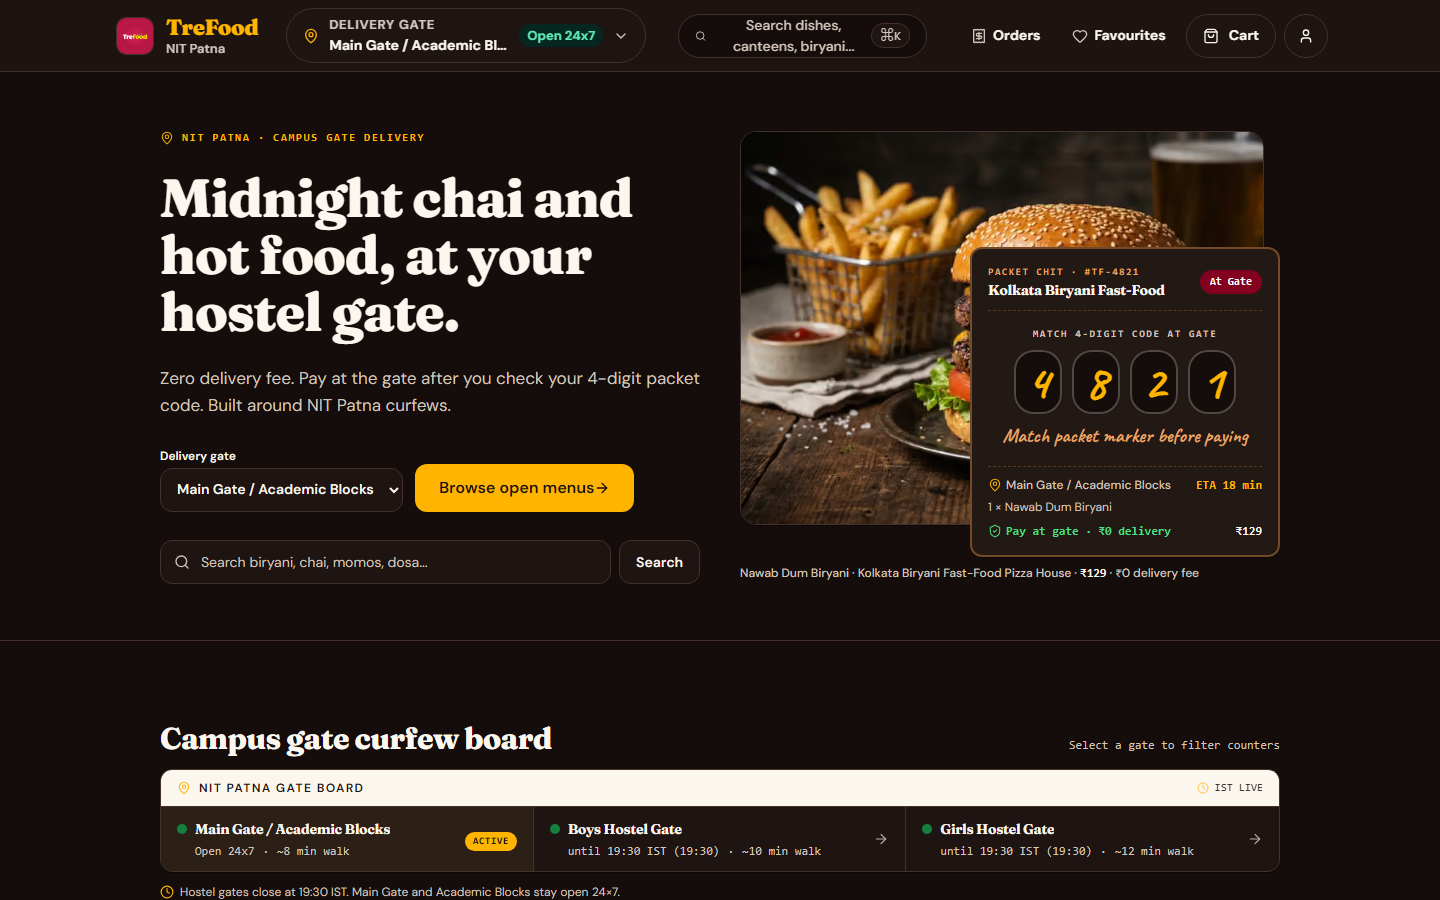 TreFood
TreFood
NIT Patna
DELIVERY GATE
Main Gate / Academic Bl...
Open 24x7
Search dishes,
canteens, biryani...
⌘K
Orders
Favourites
Cart
NIT PATNA · CAMPUS GATE DELIVERY
Midnight chai and
hot food, at your
hostel gate.
Zero delivery fee. Pay at the gate after you check your 4-digit packet
code. Built around NIT Patna curfews.
Delivery gate
Main Gate / Academic Blocks
Browse open menus→
Search biryani, chai, momos, dosa...
Search
PACKET CHIT · #TF-4821
Kolkata Biryani Fast-Food
At Gate
MATCH 4-DIGIT CODE AT GATE
4 8 2 1
Match packet marker before paying
Main Gate / Academic Blocks
ETA 18 min
1 × Nawab Dum Biryani
Pay at gate · ₹0 delivery
₹129
Nawab Dum Biryani · Kolkata Biryani Fast-Food Pizza House · ₹129 · ₹0 delivery fee
Campus gate curfew board
Select a gate to filter counters
NIT PATNA GATE BOARD
IST LIVE
Main Gate / Academic Blocks
Open 24x7 · ~8 min walk
ACTIVE
Boys Hostel Gate
until 19:30 IST (19:30) · ~10 min walk
Girls Hostel Gate
until 19:30 IST (19:30) · ~12 min walk
Hostel gates close at 19:30 IST. Main Gate and Academic Blocks stay open 24×7.